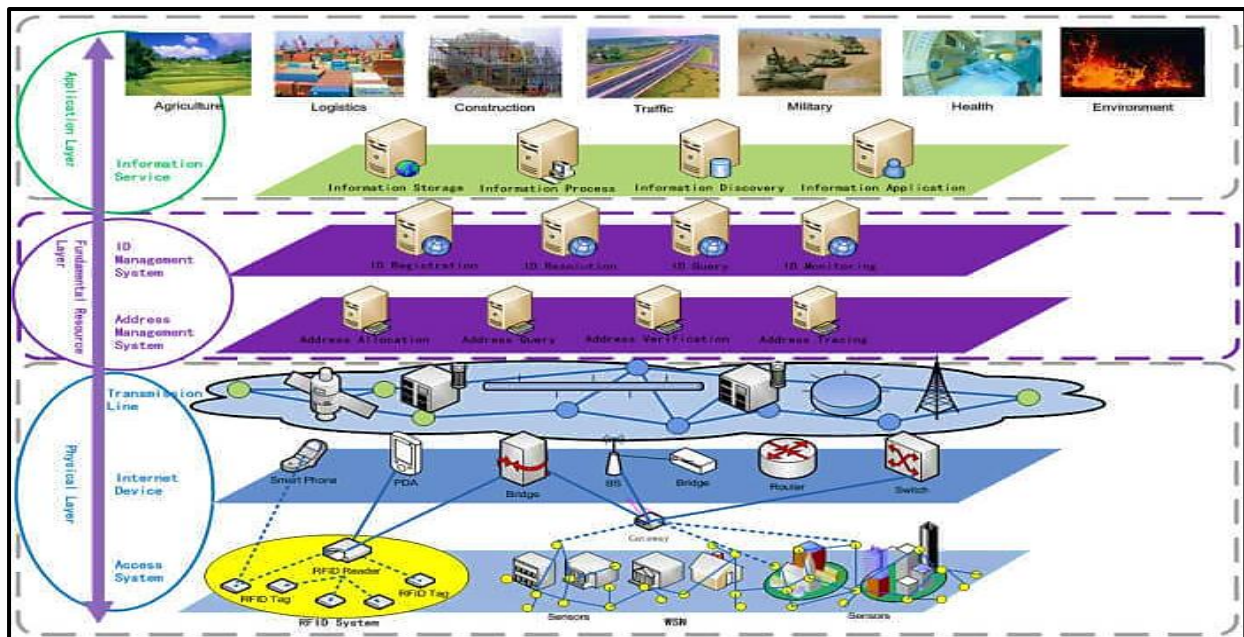 Application Layer
Agriculture
Logistics
Construction
Traffic
Military
Health
Environment
Information
Service
Information Storage
Information Process
Information Discovery
Information Application
Fundamental Resource
Layer
ID
Management
System
ID Registration
ID Resolution
ID Query
ID Monitoring
Address
Management
System
Address Allocation
Address Query
Address Verification
Address Tracing
Physical Layer
Transmission
Line
Internet
Device
Smart Phone
PDA
Bridge
BS
Bridge
Router
Switch
Gateway
Access
System
RFID Reader
RFID Tag
RFID Tag
RFID System
Sensors
WSN
Sensors